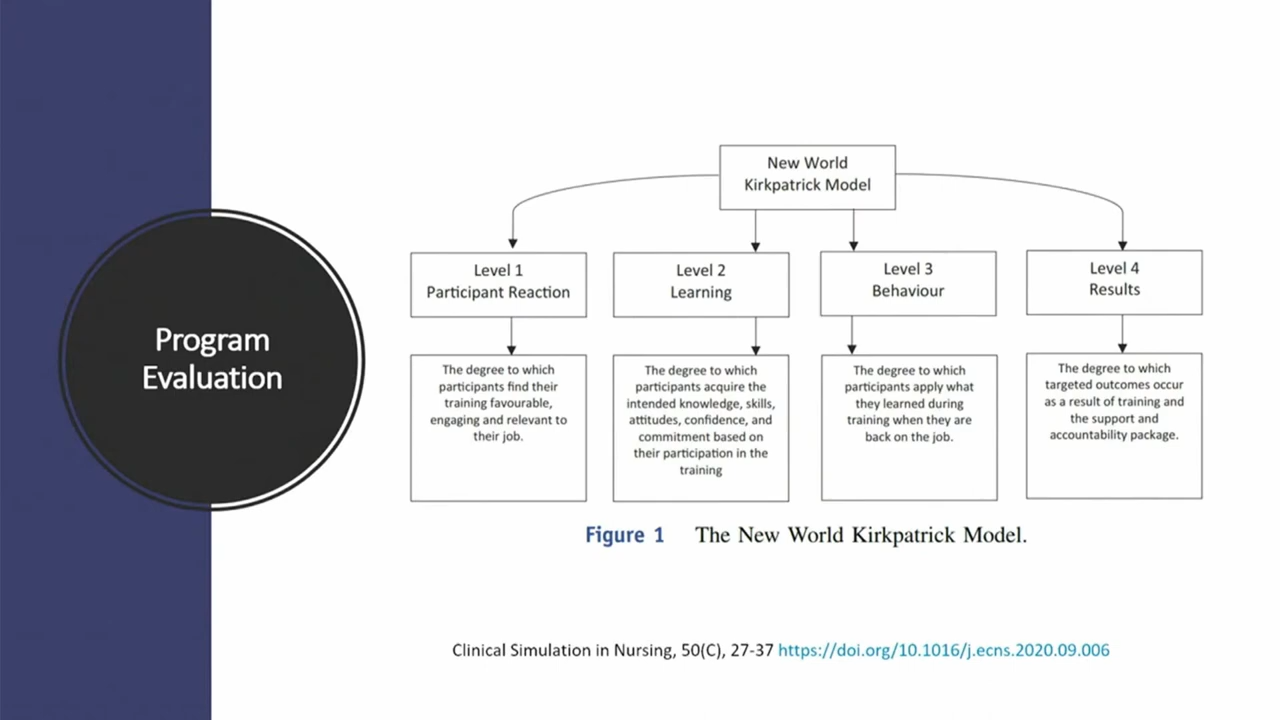 Program
Evaluation
New World
Kirkpatrick Model
Level 1
Participant Reaction
Level 2
Learning
Level 3
Behaviour
Level 4
Results
The degree to which
participants find their
training favourable,
engaging and relevant to
their job.
The degree to which
participants acquire the
intended knowledge, skills,
attitudes, confidence, and
commitment based on
their participation in the
training
The degree to which
participants apply what
they learned during
training when they are
back on the job.
The degree to which
targeted outcomes occur
as a result of training and
the support and
accountability package.
Figure 1 The New World Kirkpatrick Model.
Clinical Simulation in Nursing, 50(C), 27-37 https://doi.org/10.1016/j.ecns.2020.09.006